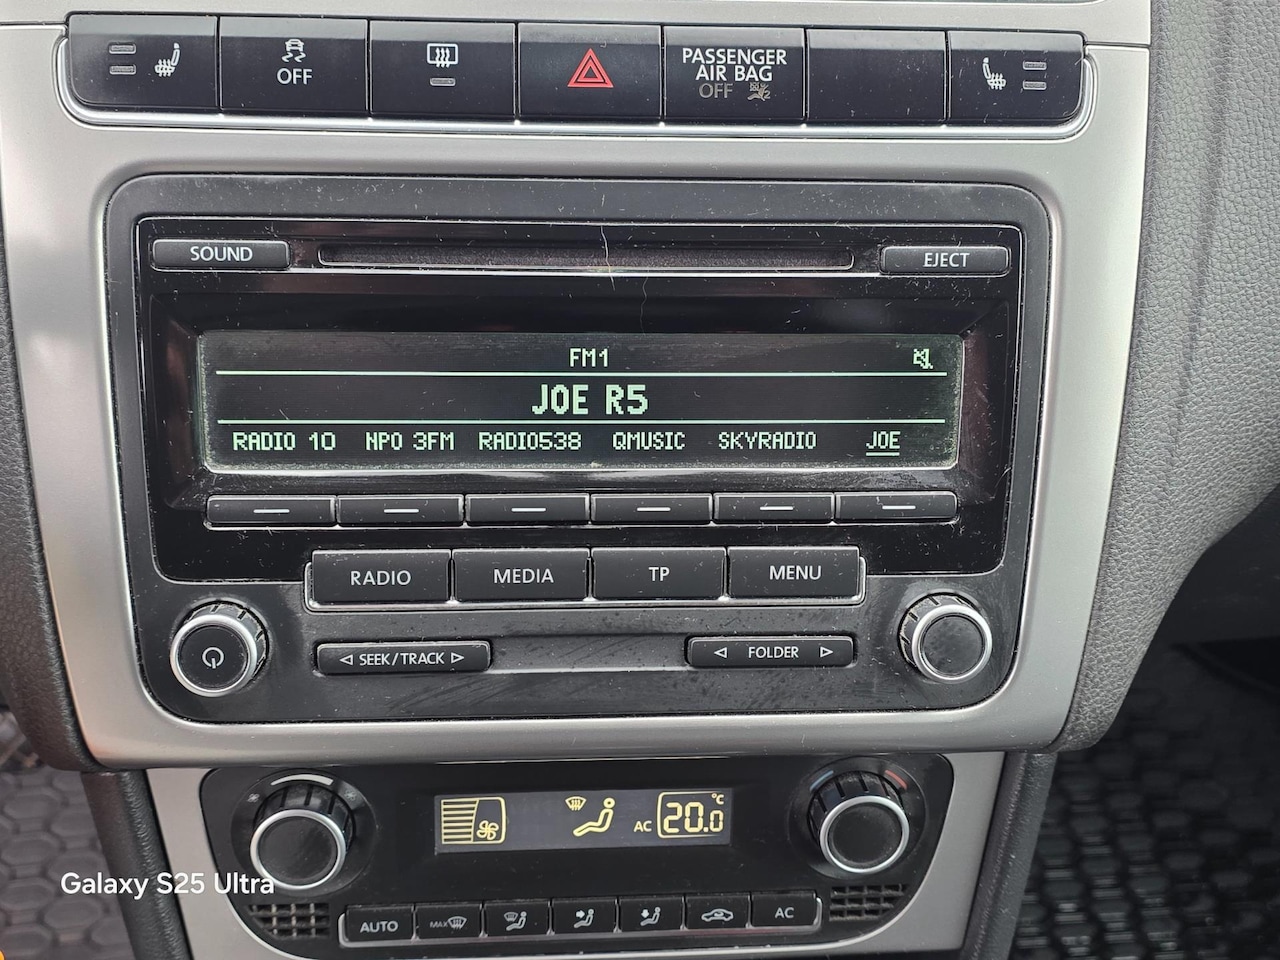 OFF
PASSENGER
AIR BAG
OFF
SOUND
EJECT
FM1
JOE R5
RADIO 10 NPO 3FM RADIO538 QMUSIC SKYRADIO JOE
RADIO MEDIA TP MENU
SEEK/TRACK FOLDER
AC 20.0 °C
Galaxy S25 Ultra
AUTO MAX AC